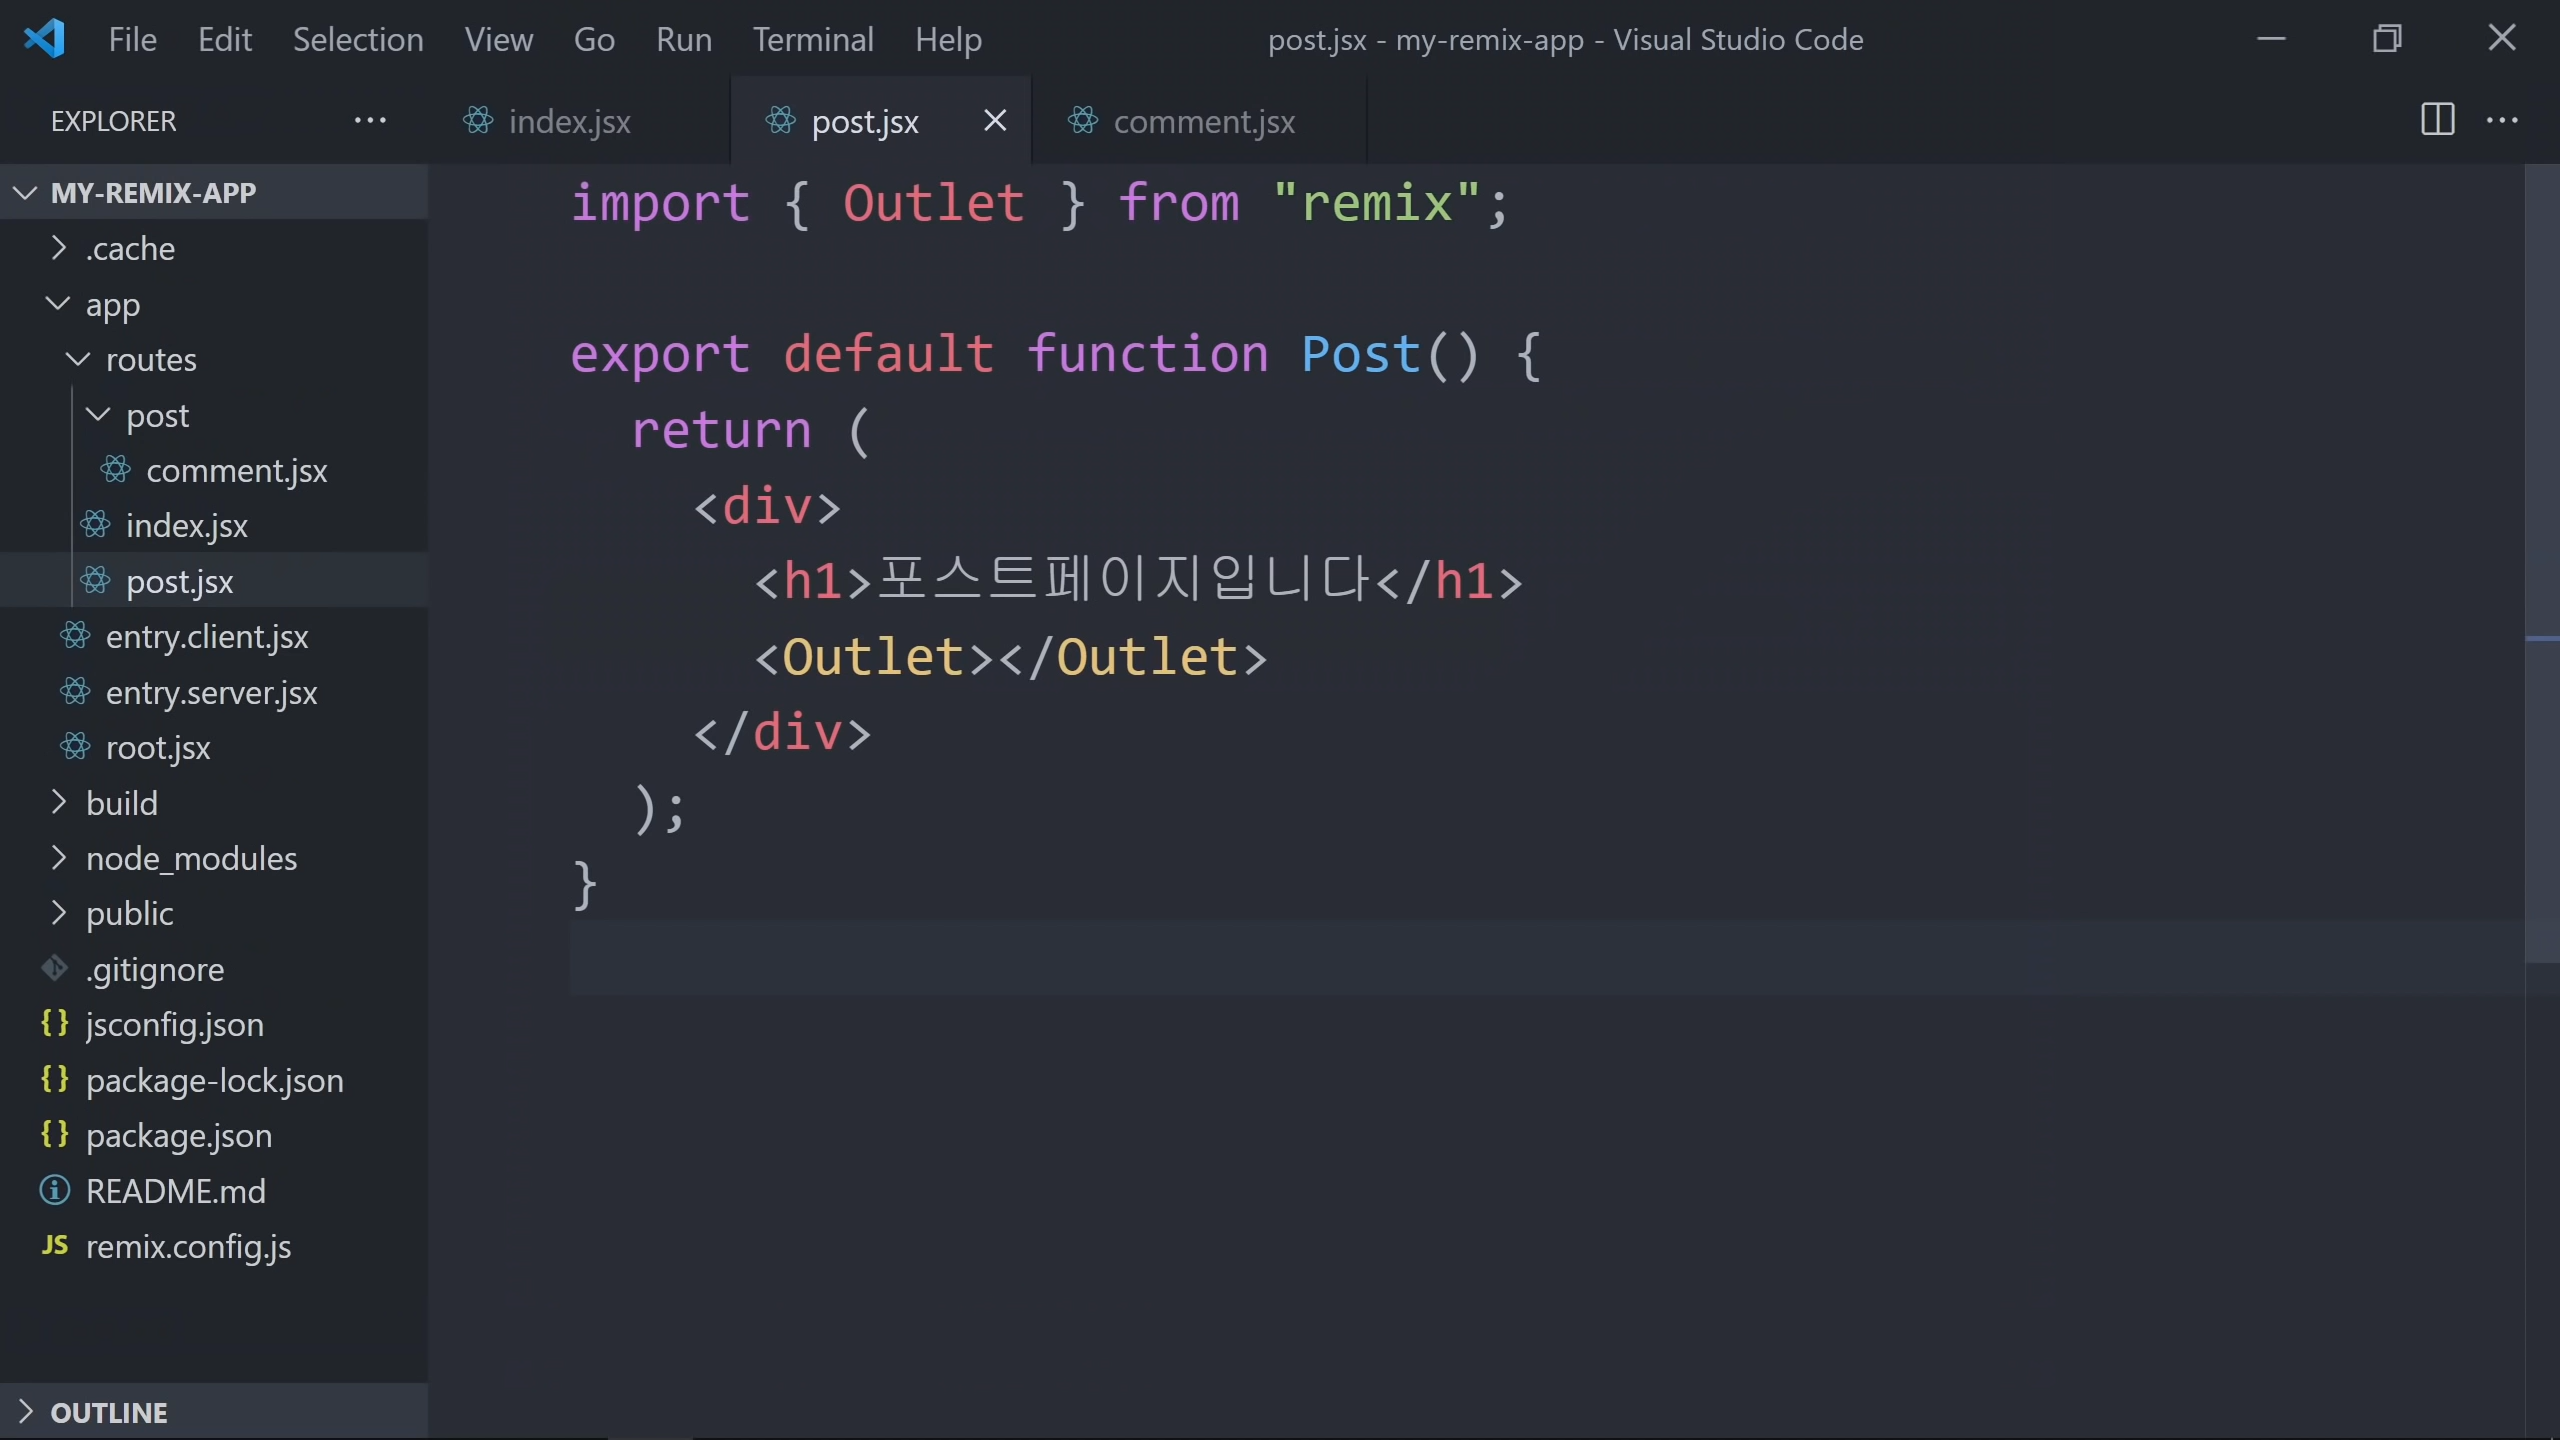 File Edit Selection View Go Run Terminal Help post.jsx - my-remix-app - Visual Studio Code
EXPLORER
index.jsx
post.jsx
comment.jsx
MY-REMIX-APP
.cache
app
routes
post
comment.jsx
index.jsx
post.jsx
entry.client.jsx
entry.server.jsx
root.jsx
build
node_modules
public
.gitignore
{} jsconfig.json
{} package-lock.json
{} package.json
README.md
JS remix.config.js
OUTLINE
import { Outlet } from "remix";
export default function Post() {
return (
<div>
<h1>포스트페이지입니다</h1>
<Outlet></Outlet>
</div>
);
}